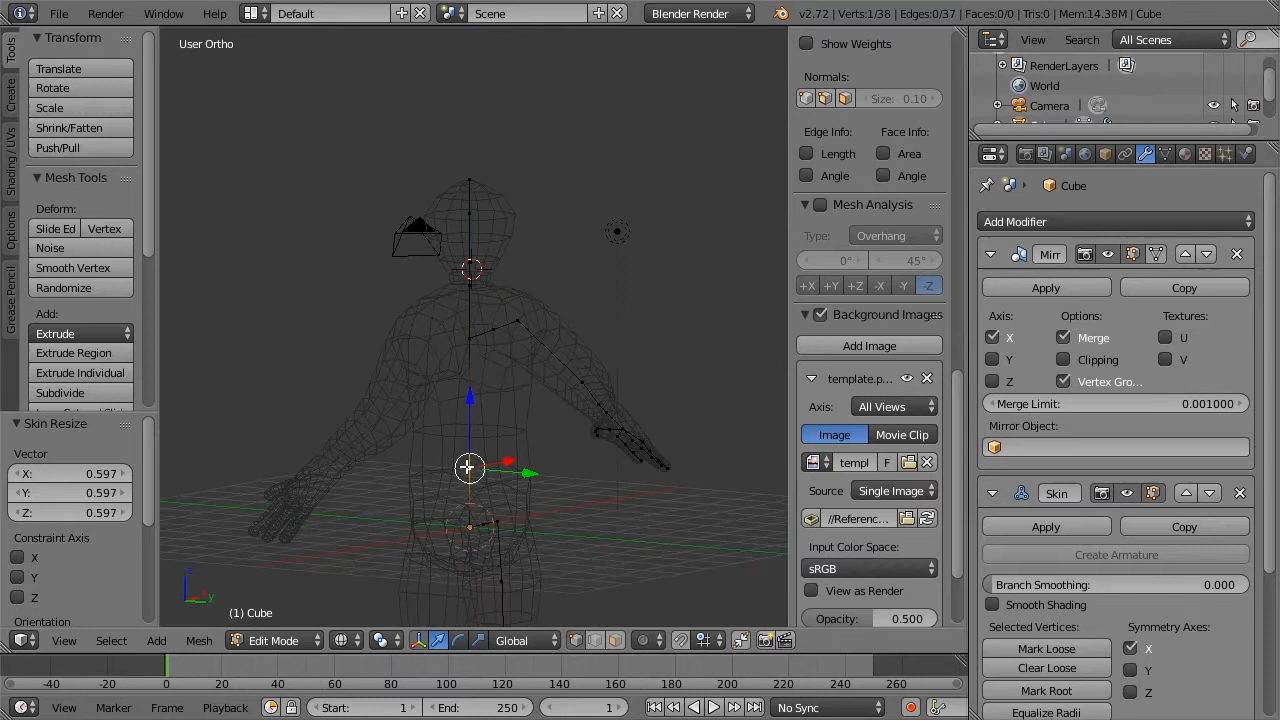 File Render Window Help Default Scene Blender Render v2.72 | Verts:1/38 | Edges:0/37 | Faces:0/0 | Tris:0 | Mem:14.38M | Cube
Tools
Create
Shading / UVs
Options
Grease Pencil
Transform
Translate
Rotate
Scale
Shrink/Fatten
Push/Pull
Mesh Tools
Deform:
Slide Ed Vertex
Noise
Smooth Vertex
Randomize
Add:
Extrude
Extrude Region
Extrude Individual
Subdivide
Skin Resize
Vector
X: 0.597
Y: 0.597
Z: 0.597
Constraint Axis
X
Y
Z
Orientation
User Ortho
(1) Cube
Show Weights
Normals:
Size: 0.10
Edge Info: Face Info:
Length Area
Angle Angle
Mesh Analysis
Type: Overhang
0° 45°
+X +Y +Z -X -Y -Z
Background Images
Add Image
template.p...
Axis: All Views
Image Movie Clip
templ F
Source Single Image
//Referenc...
Input Color Space:
sRGB
View as Render
Opacity: 0.500
View Search All Scenes
RenderLayers
World
Camera
Cube
Add Modifier
Mirr
Apply Copy
Axis: Options: Textures:
X Merge U
Y Clipping V
Z Vertex Gro...
Merge Limit: 0.001000
Mirror Object:
Skin
Apply Copy
Create Armature
Branch Smoothing: 0.000
Smooth Shading
Selected Vertices: Symmetry Axes:
Mark Loose X
Clear Loose Y
Mark Root Z
Equalize Radii
View Select Add Mesh Edit Mode Global
-40 -20 0 20 40 60 80 100 120 140 160 180 200 220 240 260
View Marker Frame Playback Start: 1 End: 250 1 No Sync